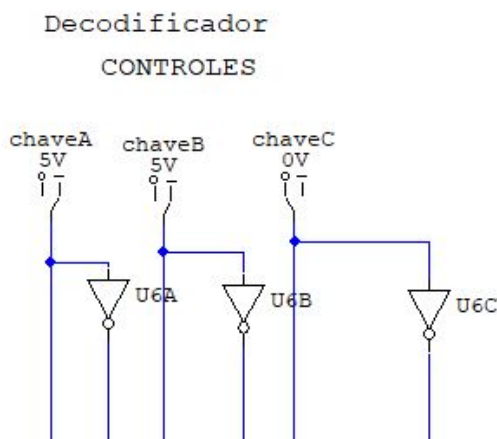 Decodificador
CONTROLES
chaveA
5V
chaveB
5V
chaveC
0V
U6A
U6B
U6C